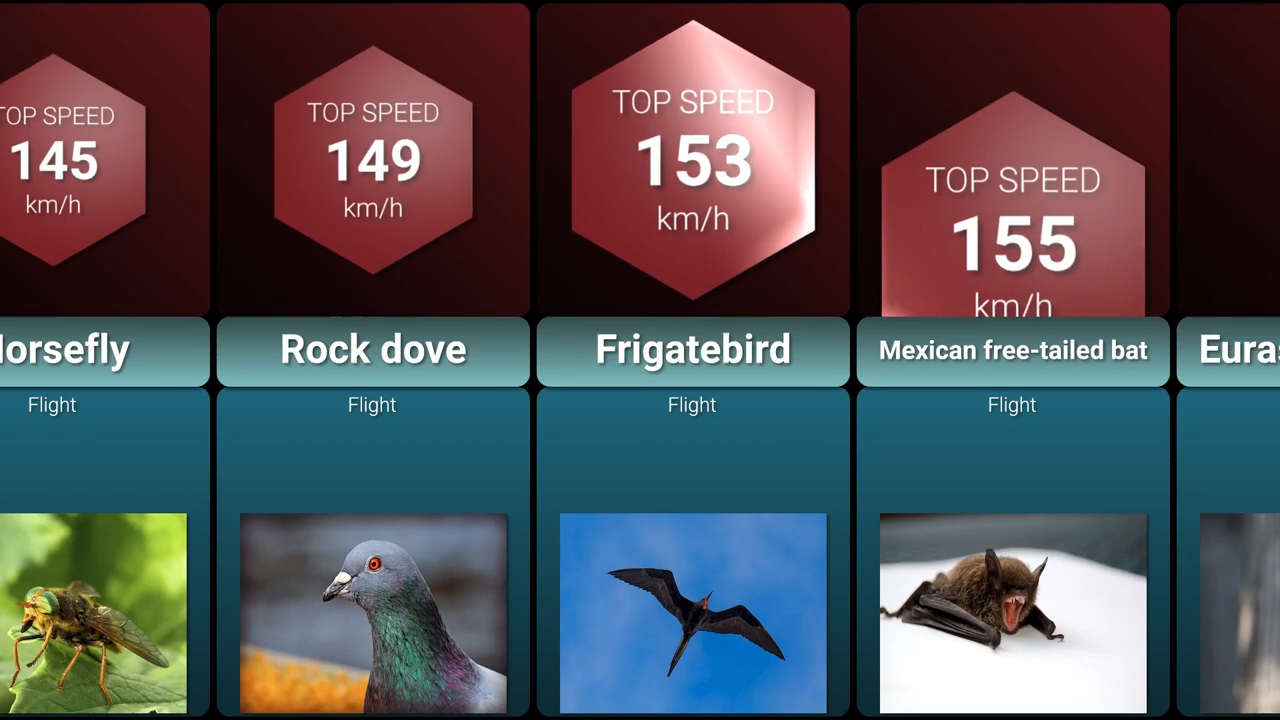 TOP SPEED
145
km/h
Horsefly
Flight
TOP SPEED
149
km/h
Rock dove
Flight
TOP SPEED
153
km/h
Frigatebird
Flight
TOP SPEED
155
km/h
Mexican free-tailed bat
Flight